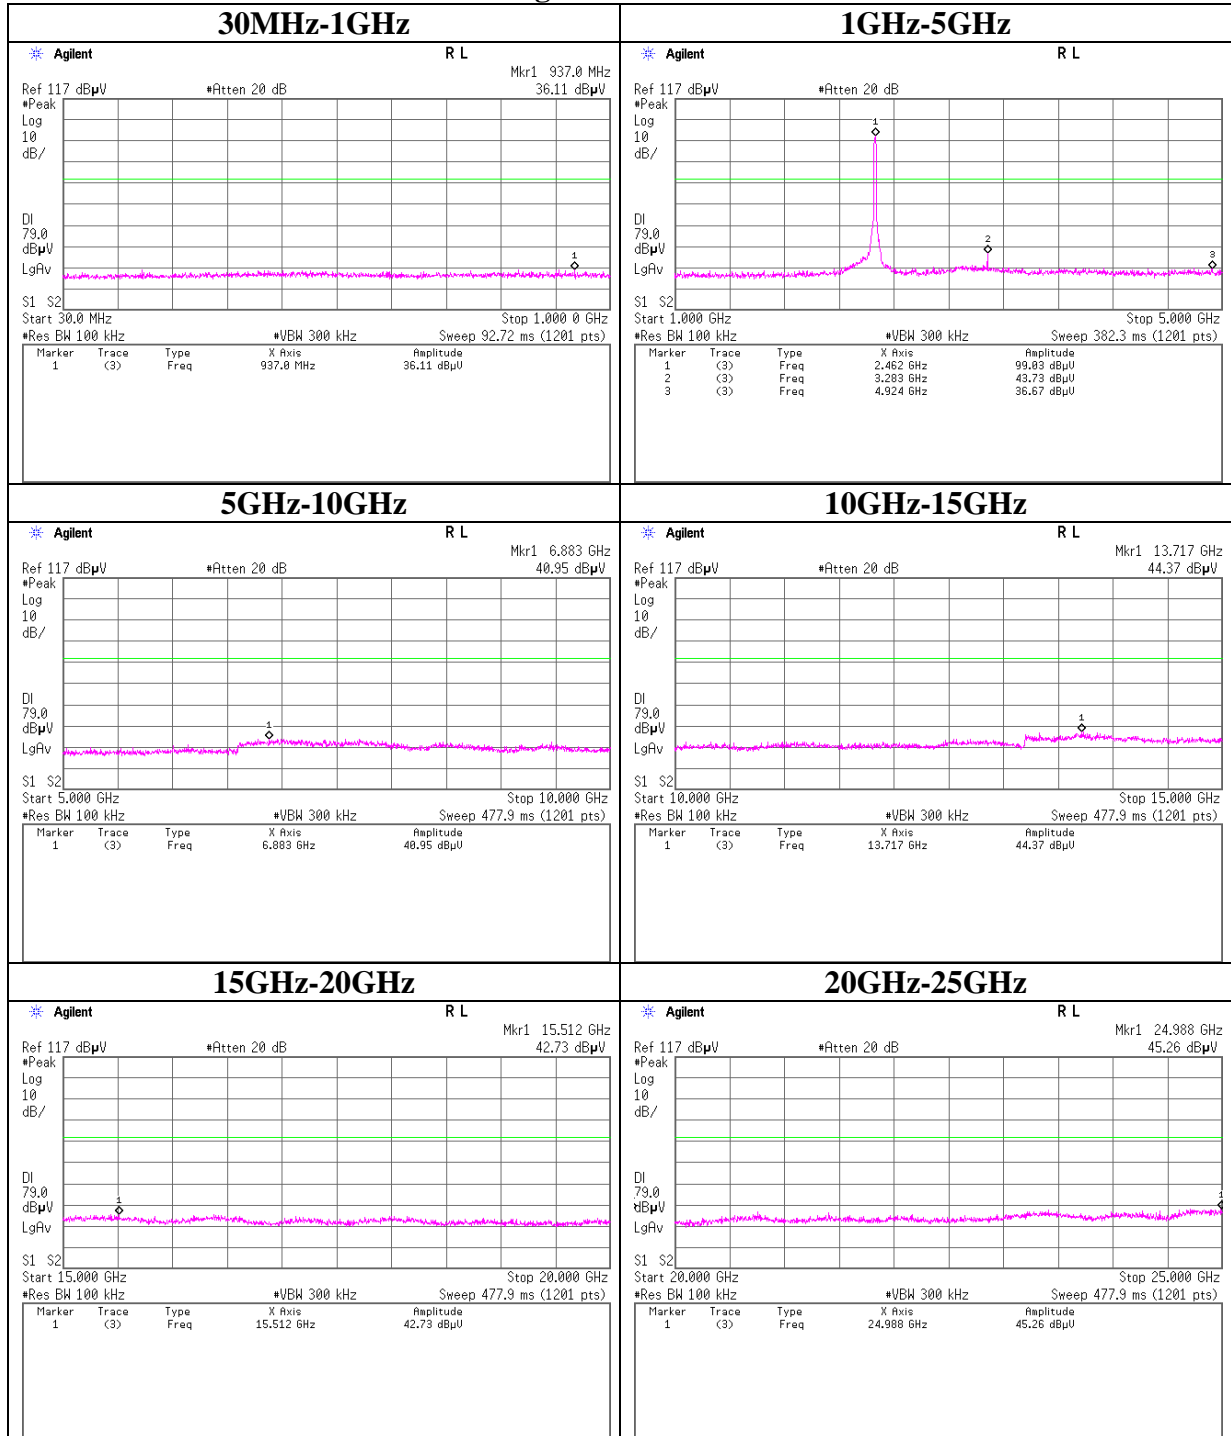 30MHz-1GHz
Agilent R L
Mkr1 937.0 MHz
Ref 117 dBµV #Atten 20 dB 36.11 dBµV
#Peak
Log
10
dB/
1
DI
79.0
dBµV
LgAv
S1 S2
Start 30.0 MHz Stop 1.000 0 GHz
#Res BW 100 kHz #VBW 300 kHz Sweep 92.72 ms (1201 pts)
Marker Trace Type X Axis Amplitude
1 (3) Freq 937.0 MHz 36.11 dBµV
1GHz-5GHz
Agilent R L
Ref 117 dBµV #Atten 20 dB
#Peak
Log
10
dB/
1
DI
79.0
dBµV
2
3
LgAv
S1 S2
Start 1.000 GHz Stop 5.000 GHz
#Res BW 100 kHz #VBW 300 kHz Sweep 382.3 ms (1201 pts)
Marker Trace Type X Axis Amplitude
1 (3) Freq 2.462 GHz 99.03 dBµV
2 (3) Freq 3.283 GHz 43.73 dBµV
3 (3) Freq 4.924 GHz 36.67 dBµV
5GHz-10GHz
Agilent R L
Mkr1 6.883 GHz
Ref 117 dBµV #Atten 20 dB 40.95 dBµV
#Peak
Log
10
dB/
DI
79.0
1
dBµV
LgAv
S1 S2
Start 5.000 GHz Stop 10.000 GHz
#Res BW 100 kHz #VBW 300 kHz Sweep 477.9 ms (1201 pts)
Marker Trace Type X Axis Amplitude
1 (3) Freq 6.883 GHz 40.95 dBµV
10GHz-15GHz
Agilent R L
Mkr1 13.717 GHz
Ref 117 dBµV #Atten 20 dB 44.37 dBµV
#Peak
Log
10
dB/
DI
79.0
1
dBµV
LgAv
S1 S2
Start 10.000 GHz Stop 15.000 GHz
#Res BW 100 kHz #VBW 300 kHz Sweep 477.9 ms (1201 pts)
Marker Trace Type X Axis Amplitude
1 (3) Freq 13.717 GHz 44.37 dBµV
15GHz-20GHz
Agilent R L
Mkr1 15.512 GHz
Ref 117 dBµV #Atten 20 dB 42.73 dBµV
#Peak
Log
10
dB/
DI
79.0
1
dBµV
LgAv
S1 S2
Start 15.000 GHz Stop 20.000 GHz
#Res BW 100 kHz #VBW 300 kHz Sweep 477.9 ms (1201 pts)
Marker Trace Type X Axis Amplitude
1 (3) Freq 15.512 GHz 42.73 dBµV
20GHz-25GHz
Agilent R L
Mkr1 24.988 GHz
Ref 117 dBµV #Atten 20 dB 45.26 dBµV
#Peak
Log
10
dB/
DI
79.0
1
dBµV
LgAv
S1 S2
Start 20.000 GHz Stop 25.000 GHz
#Res BW 100 kHz #VBW 300 kHz Sweep 477.9 ms (1201 pts)
Marker Trace Type X Axis Amplitude
1 (3) Freq 24.988 GHz 45.26 dBµV